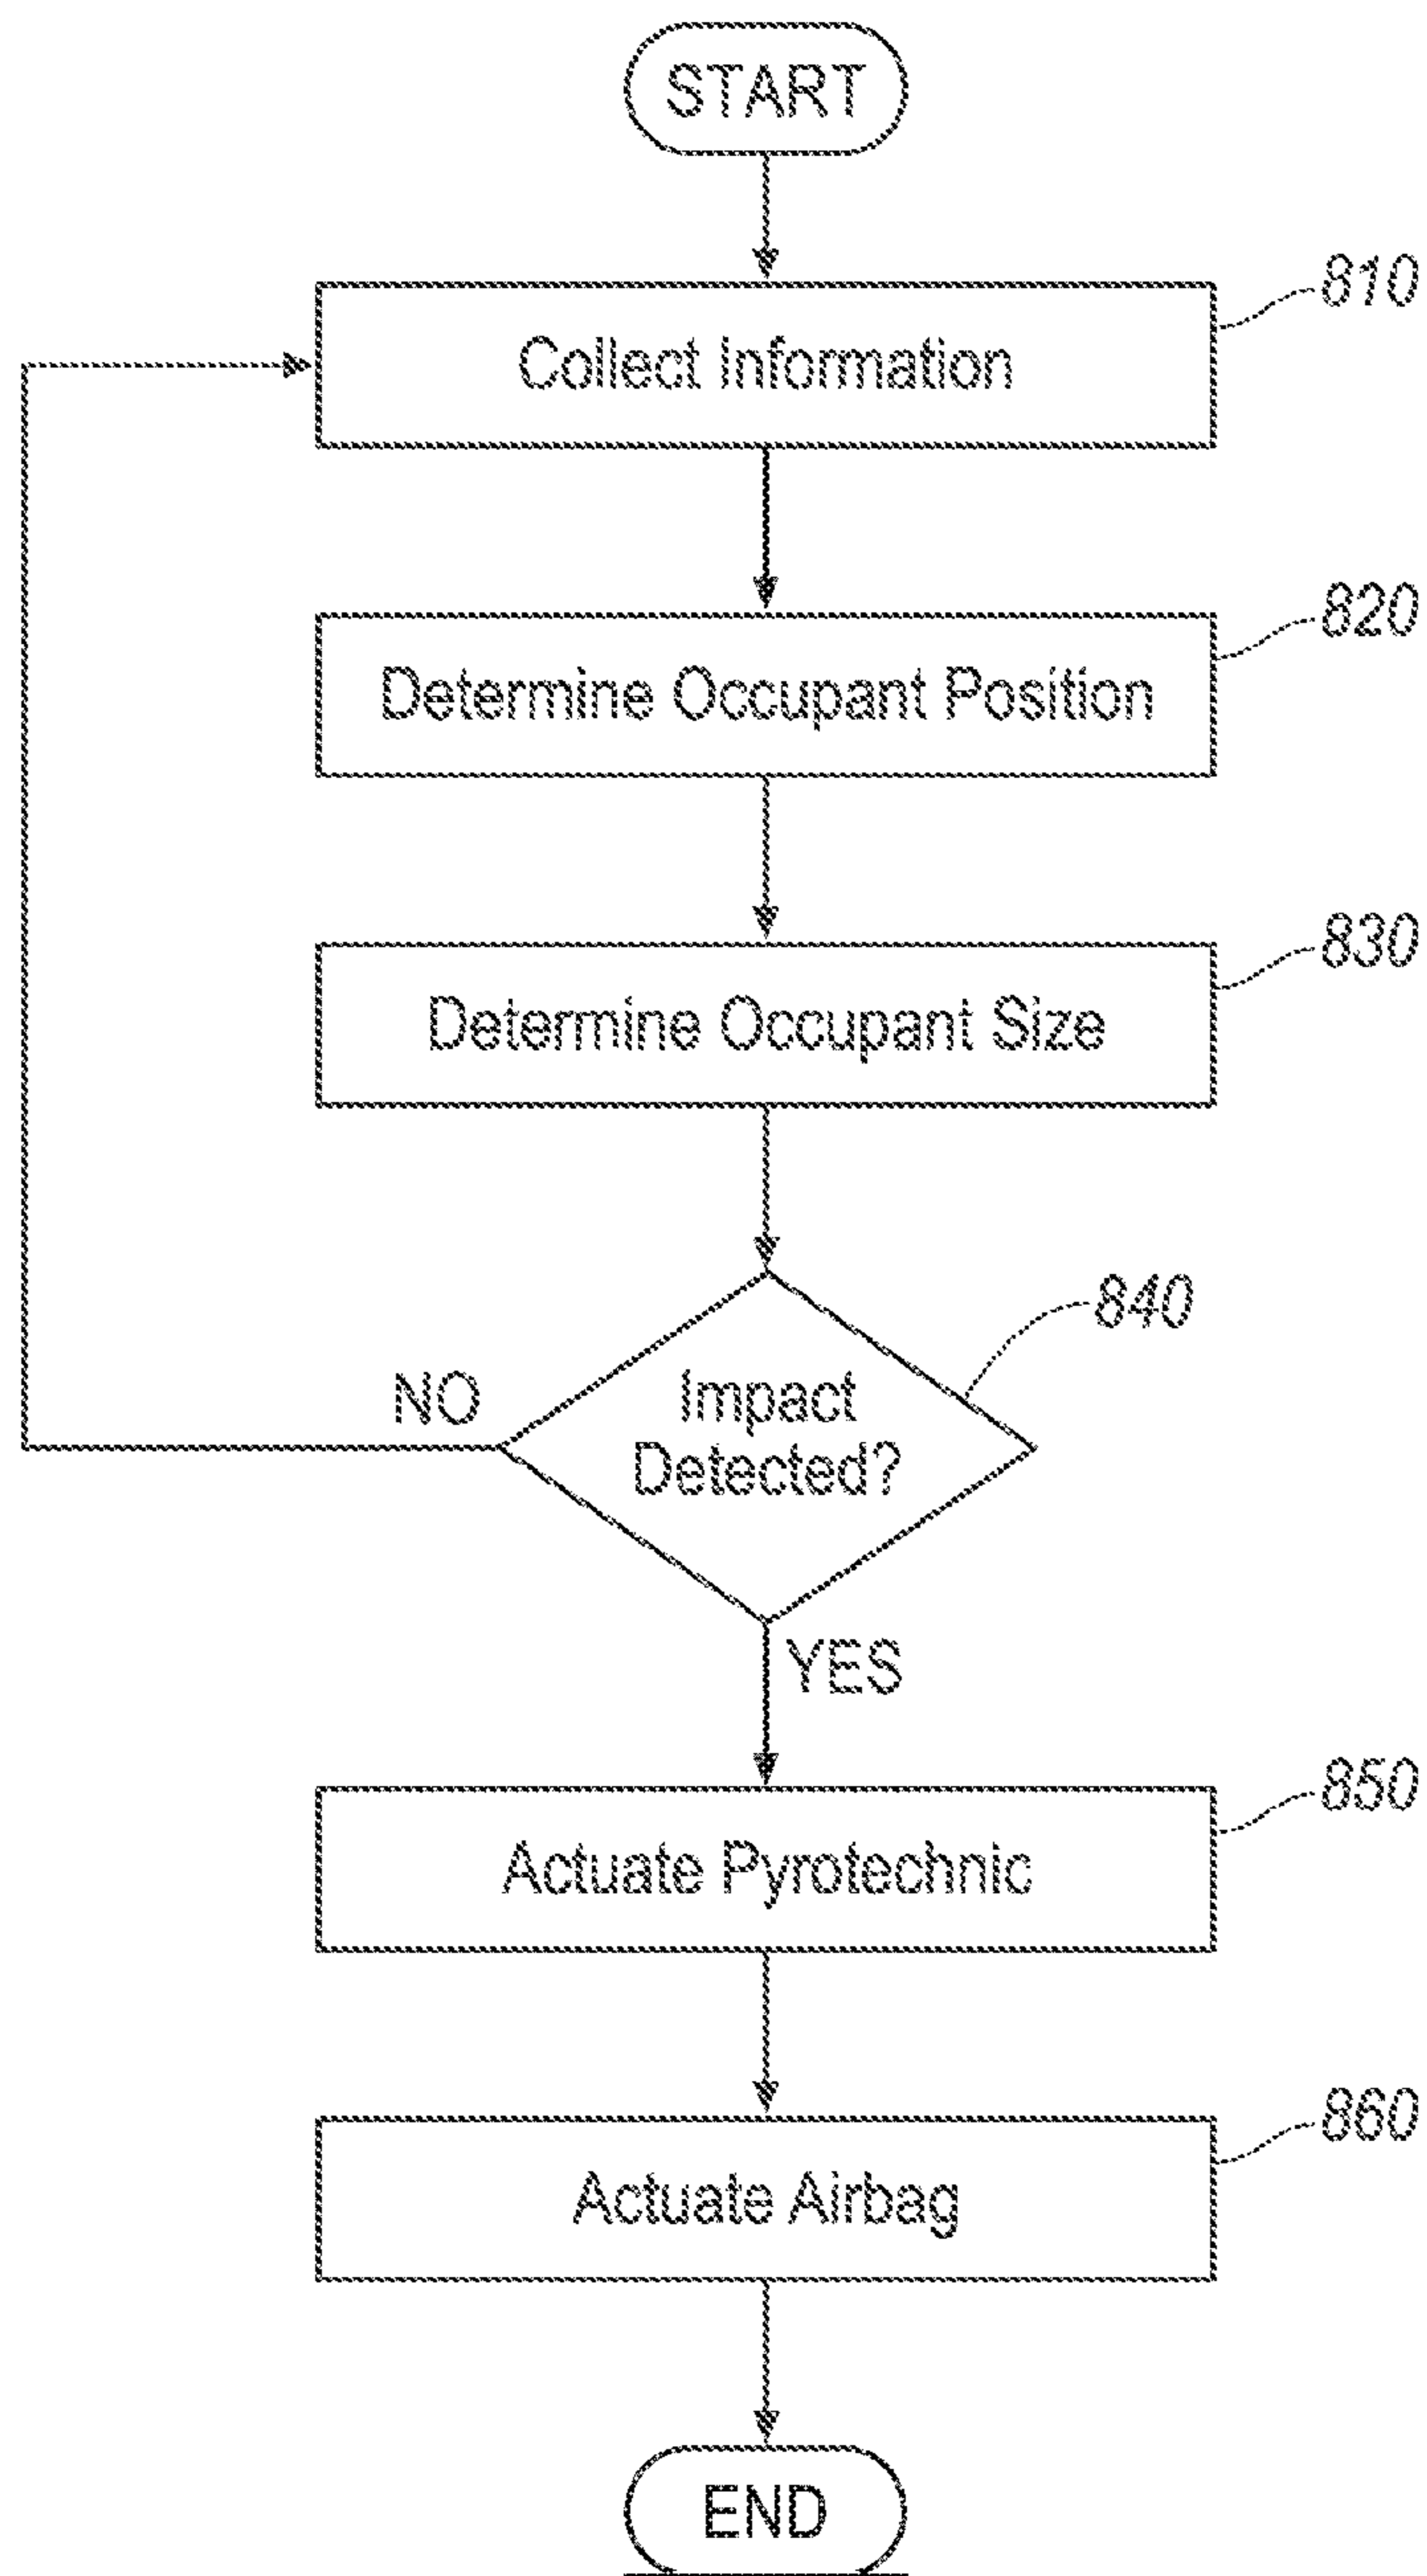 START
810
Collect Information
820
Determine Occupant Position
830
Determine Occupant Size
840
Impact
Detected?
NO
YES
850
Actuate Pyrotechnic
860
Actuate Airbag
END